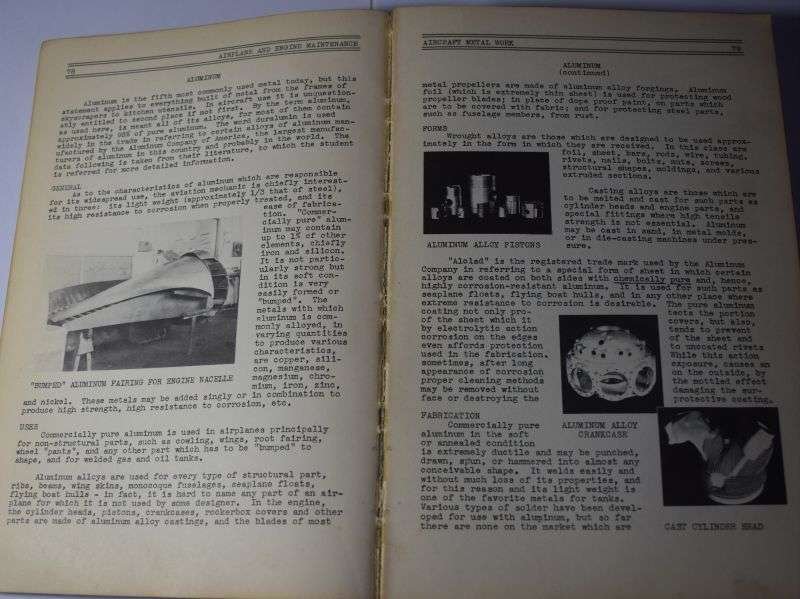 78
AIRPLANE AND ENGINE MAINTENANCE
ALUMINUM
Aluminum is the fifth most commonly used metal today, but this
statement applies to everything built of metal from the frames of
skyscrapers to kitchen utensils. In aircraft use it is unquestion-
ably entitled to second place if not first. By the term aluminum,
as used here, is meant all of its alloys, for most of them contain
approximately 95% of pure aluminum. The word duralumin is used
widely in the trade in referring to certain alloys of aluminum man-
ufactured by the Aluminum Company of America, the largest manufac-
turers of aluminum in this country and probably in the world. The
data following is taken from their literature, to which the student
is referred for more detailed information.
GENERAL
As to the characteristics of aluminum which are responsible
for its widespread use, the aviation mechanic is chiefly interest-
ed in three: its light weight (approximately 1/3 that of steel),
its high resistance to corrosion when properly treated, and its
ease of fabrica-
tion. "Commer-
cially pure" alum-
inum may contain
up to 1% of other
elements, chiefly
iron and silicon.
It is not partic-
ularly strong but
in its soft con-
dition is very
easily formed or
"bumped". The
metals with which
aluminum is com-
monly alloyed, in
varying quantities
to produce various
characteristics,
are copper, sili-
con, manganese,
magnesium, chro-
mium, iron, zinc,
"BUMPED" ALUMINUM FAIRING FOR ENGINE NACELLE
and nickel. These metals may be added singly or in combination to
produce high strength, high resistance to corrosion, etc.
USES
Commercially pure aluminum is used in airplanes principally
for non-structural parts, such as cowling, wings, root fairing,
wheel "pants", and any other part which has to be "bumped" to
shape, and for welded gas and oil tanks.
Aluminum alloys are used for every type of structural part,
ribs, beams, wing skins, monocoque fuselages, seaplane floats,
flying boat hulls - in fact, it is hard to name any part of an air-
plane for which it is not used by some designer. In the engine,
the cylinder heads, pistons, crankcases, rockerbox covers and other
parts are made of aluminum alloy castings, and the blades of most
AIRCRAFT METAL WORK
79
ALUMINUM
(continued)
metal propellers are made of aluminum alloy forgings. Aluminum
foil (which is extremely thin sheet) is used for protecting wood
propeller blades; in place of dope proof paint, on parts which
are to be covered with fabric; and for protecting steel parts,
such as fuselage members, from rust.
FORMS
Wrought alloys are those which are designed to be used approx-
imately in the form in which they are received. In this class are
foil, sheet, bars, rods, wire, tubing,
rivets, nails, bolts, nuts, screws,
structural shapes, moldings, and various
extruded sections.
Casting alloys are those which are
to be melted and cast for such parts as
cylinder heads and engine parts, and
special fittings where high tensile
strength is not essential. Aluminum
may be cast in sand, in metal molds,
or in die-casting machines under pres-
sure.
ALUMINUM ALLOY PISTONS
"Alclad" is the registered trade mark used by the Aluminum
Company in referring to a special form of sheet in which certain
alloys are coated on both sides with chemically pure and, hence,
highly corrosion-resistant aluminum. It is used for such parts as
seaplane floats, flying boat hulls, and in any other place where
extreme resistance to corrosion is desirable. The pure aluminum
coating not only pro- tects the portion
of the sheet which it covers, but also,
by electrolytic action tends to prevent
corrosion on the edges of the sheet and
even affords protection to uncoated rivets
used in the fabrication. While this action
sometimes, after long exposure, causes an
appearance of corrosion on the outside, by
proper cleaning methods the mottled effect
may be removed without damaging the sur-
face or destroying the protective coating.
FABRICATION
Commercially pure
aluminum in the soft
or annealed condition
is extremely ductile and may be punched,
drawn, spun, or hammered into almost any
conceivable shape. It welds easily and
without much loss of its properties, and
for this reason and its light weight is
one of the favorite metals for tanks.
Various types of solder have been devel-
oped for use with aluminum, but so far
there are none on the market which are
ALUMINUM ALLOY
CRANKCASE
CAST CYLINDER HEAD